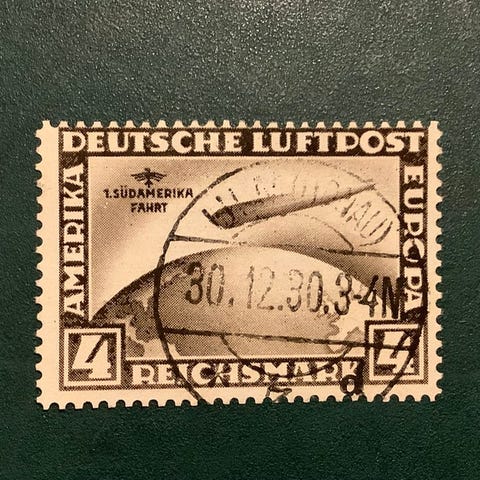 DEUTSCHE LUFTPOST
AMERIKA
EUROPA
1. SÜDAMERIKA
FAHRT
30.12.30.3-4N
4
REICHSMARK
4
d